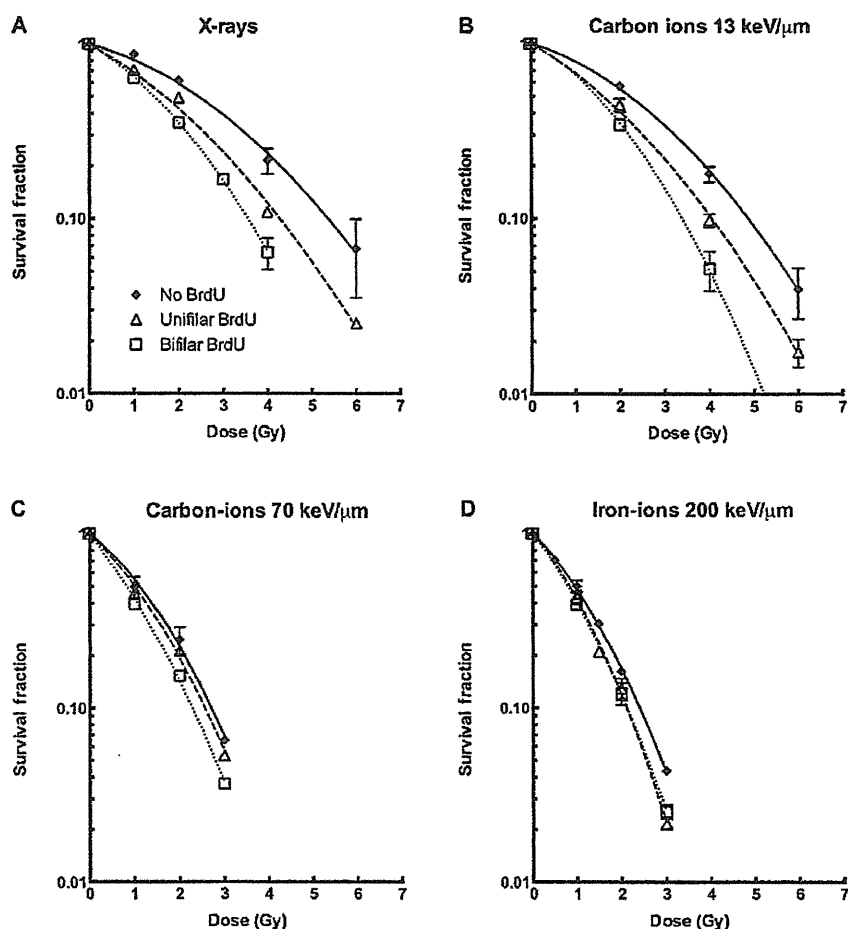 A
X-rays
Survival fraction
0.10
0.01
No BrdU
Unifilar BrdU
Bifilar BrdU
0 1 2 3 4 5 6 7
Dose (Gy)
B
Carbon ions 13 keV/μm
Survival fraction
0.10
0.01
0 1 2 3 4 5 6 7
Dose (Gy)
C
Carbon-ions 70 keV/μm
Survival fraction
0.10
0.01
0 1 2 3 4 5 6 7
Dose (Gy)
D
Iron-ions 200 keV/μm
Survival fraction
0.10
0.01
0 1 2 3 4 5 6 7
Dose (Gy)